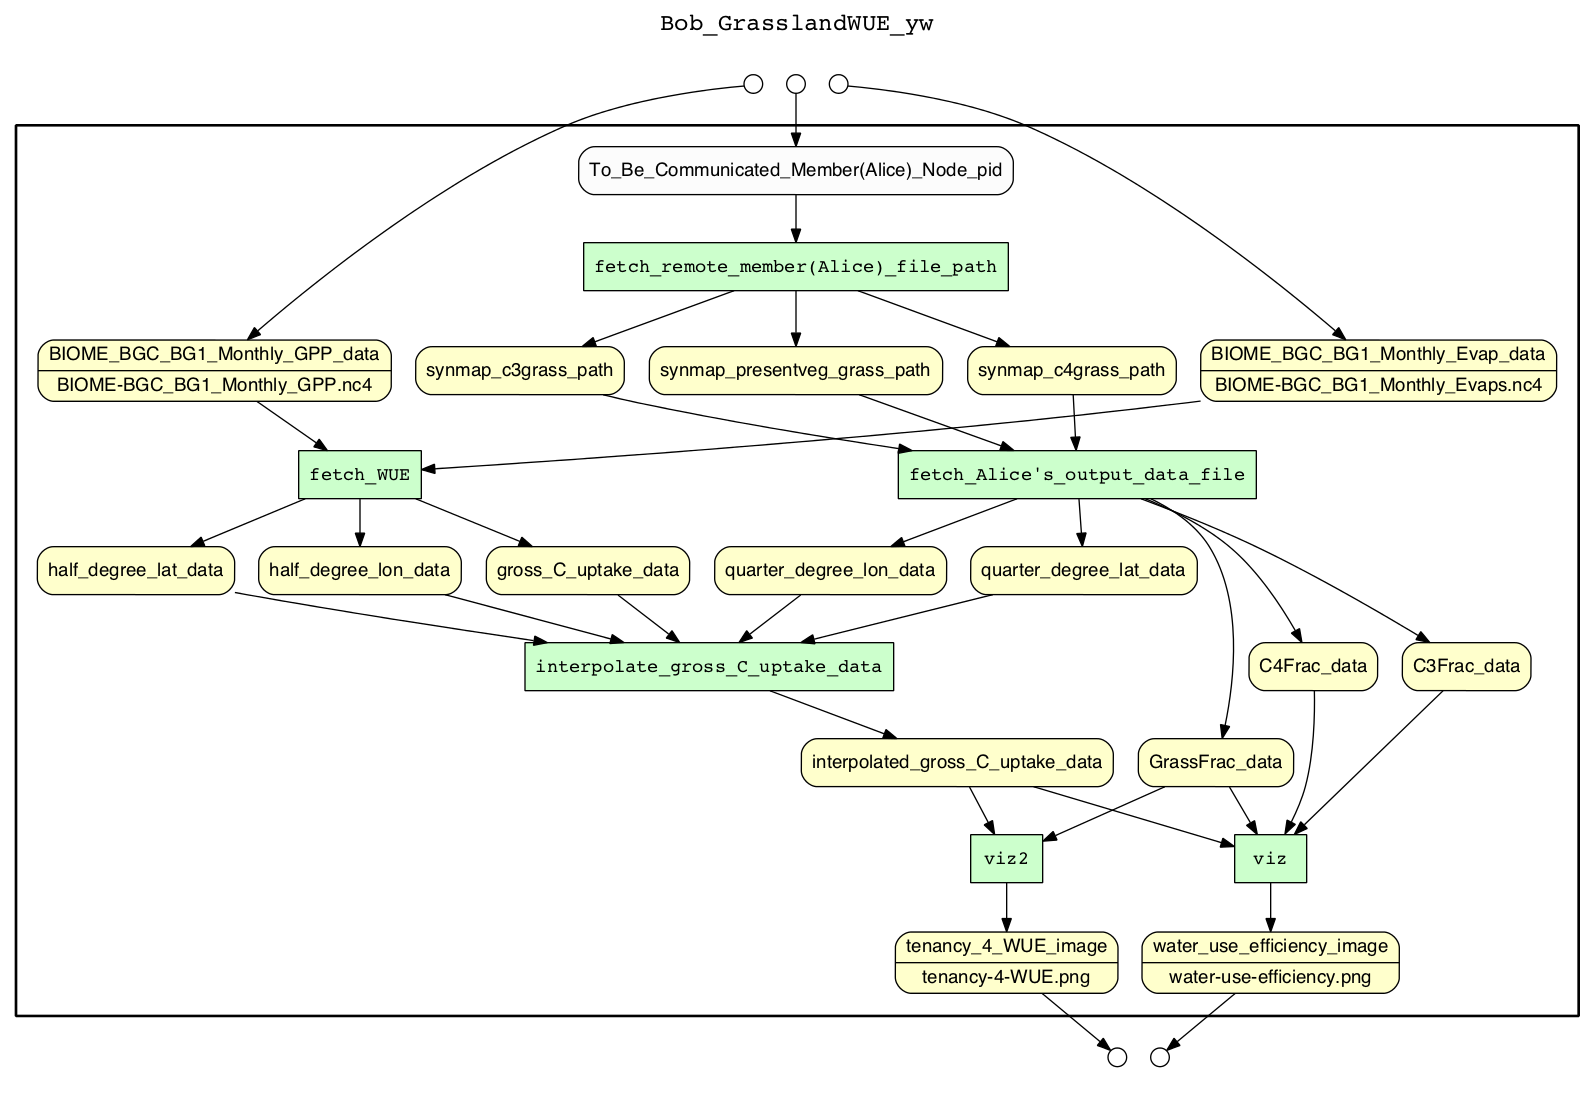 Bob_GrasslandWUE_yw
To_Be_Communicated_Member(Alice)_Node_pid
fetch_remote_member(Alice)_file_path
BIOME_BGC_BG1_Monthly_GPP_data
BIOME-BGC_BG1_Monthly_GPP.nc4
synmap_c3grass_path
synmap_presentveg_grass_path
synmap_c4grass_path
BIOME_BGC_BG1_Monthly_Evap_data
BIOME-BGC_BG1_Monthly_Evaps.nc4
fetch_WUE
fetch_Alice's_output_data_file
half_degree_lat_data
half_degree_lon_data
gross_C_uptake_data
quarter_degree_lon_data
quarter_degree_lat_data
interpolate_gross_C_uptake_data
C4Frac_data
C3Frac_data
interpolated_gross_C_uptake_data
GrassFrac_data
viz2
viz
tenancy_4_WUE_image
tenancy-4-WUE.png
water_use_efficiency_image
water-use-efficiency.png